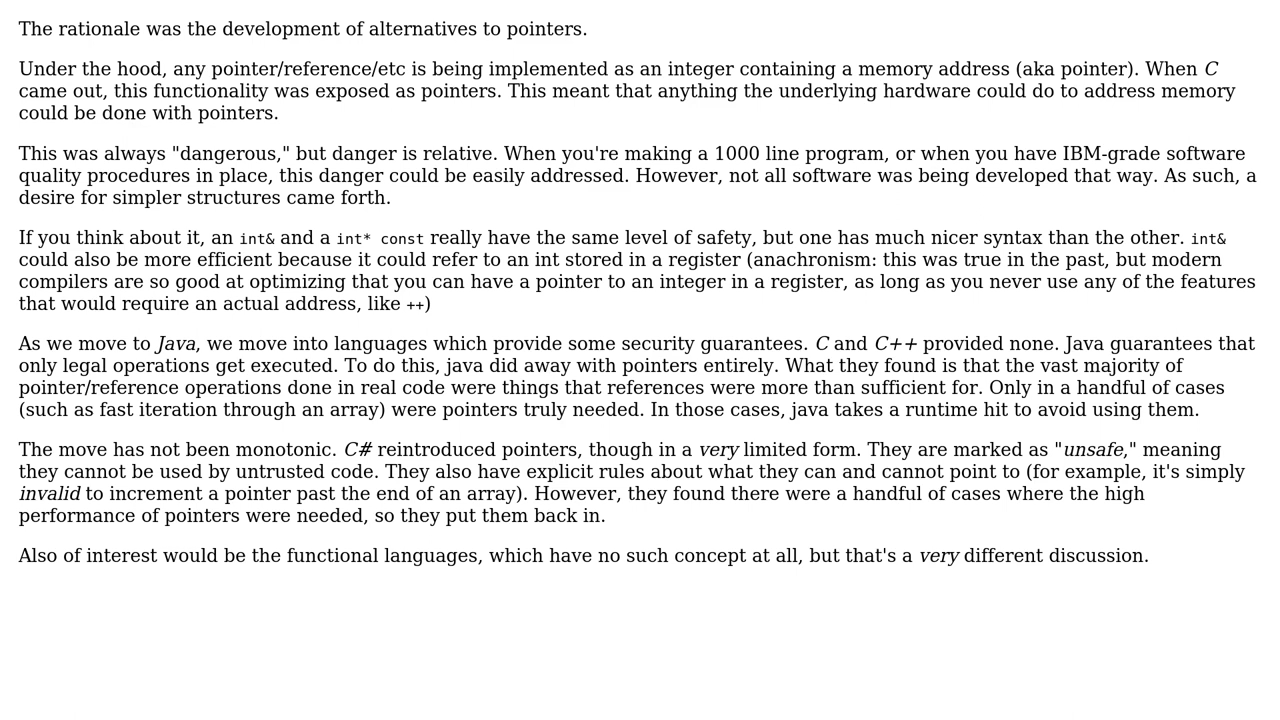 The rationale was the development of alternatives to pointers.
Under the hood, any pointer/reference/etc is being implemented as an integer containing a memory address (aka pointer). When C
came out, this functionality was exposed as pointers. This meant that anything the underlying hardware could do to address memory
could be done with pointers.
This was always "dangerous," but danger is relative. When you're making a 1000 line program, or when you have IBM-grade software
quality procedures in place, this danger could be easily addressed. However, not all software was being developed that way. As such, a
desire for simpler structures came forth.
If you think about it, an int& and a int* const really have the same level of safety, but one has much nicer syntax than the other. int&
could also be more efficient because it could refer to an int stored in a register (anachronism: this was true in the past, but modern
compilers are so good at optimizing that you can have a pointer to an integer in a register, as long as you never use any of the features
that would require an actual address, like ++)
As we move to Java, we move into languages which provide some security guarantees. C and C++ provided none. Java guarantees that
only legal operations get executed. To do this, java did away with pointers entirely. What they found is that the vast majority of
pointer/reference operations done in real code were things that references were more than sufficient for. Only in a handful of cases
(such as fast iteration through an array) were pointers truly needed. In those cases, java takes a runtime hit to avoid using them.
The move has not been monotonic. C# reintroduced pointers, though in a very limited form. They are marked as "unsafe," meaning
they cannot be used by untrusted code. They also have explicit rules about what they can and cannot point to (for example, it's simply
invalid to increment a pointer past the end of an array). However, they found there were a handful of cases where the high
performance of pointers were needed, so they put them back in.
Also of interest would be the functional languages, which have no such concept at all, but that's a very different discussion.